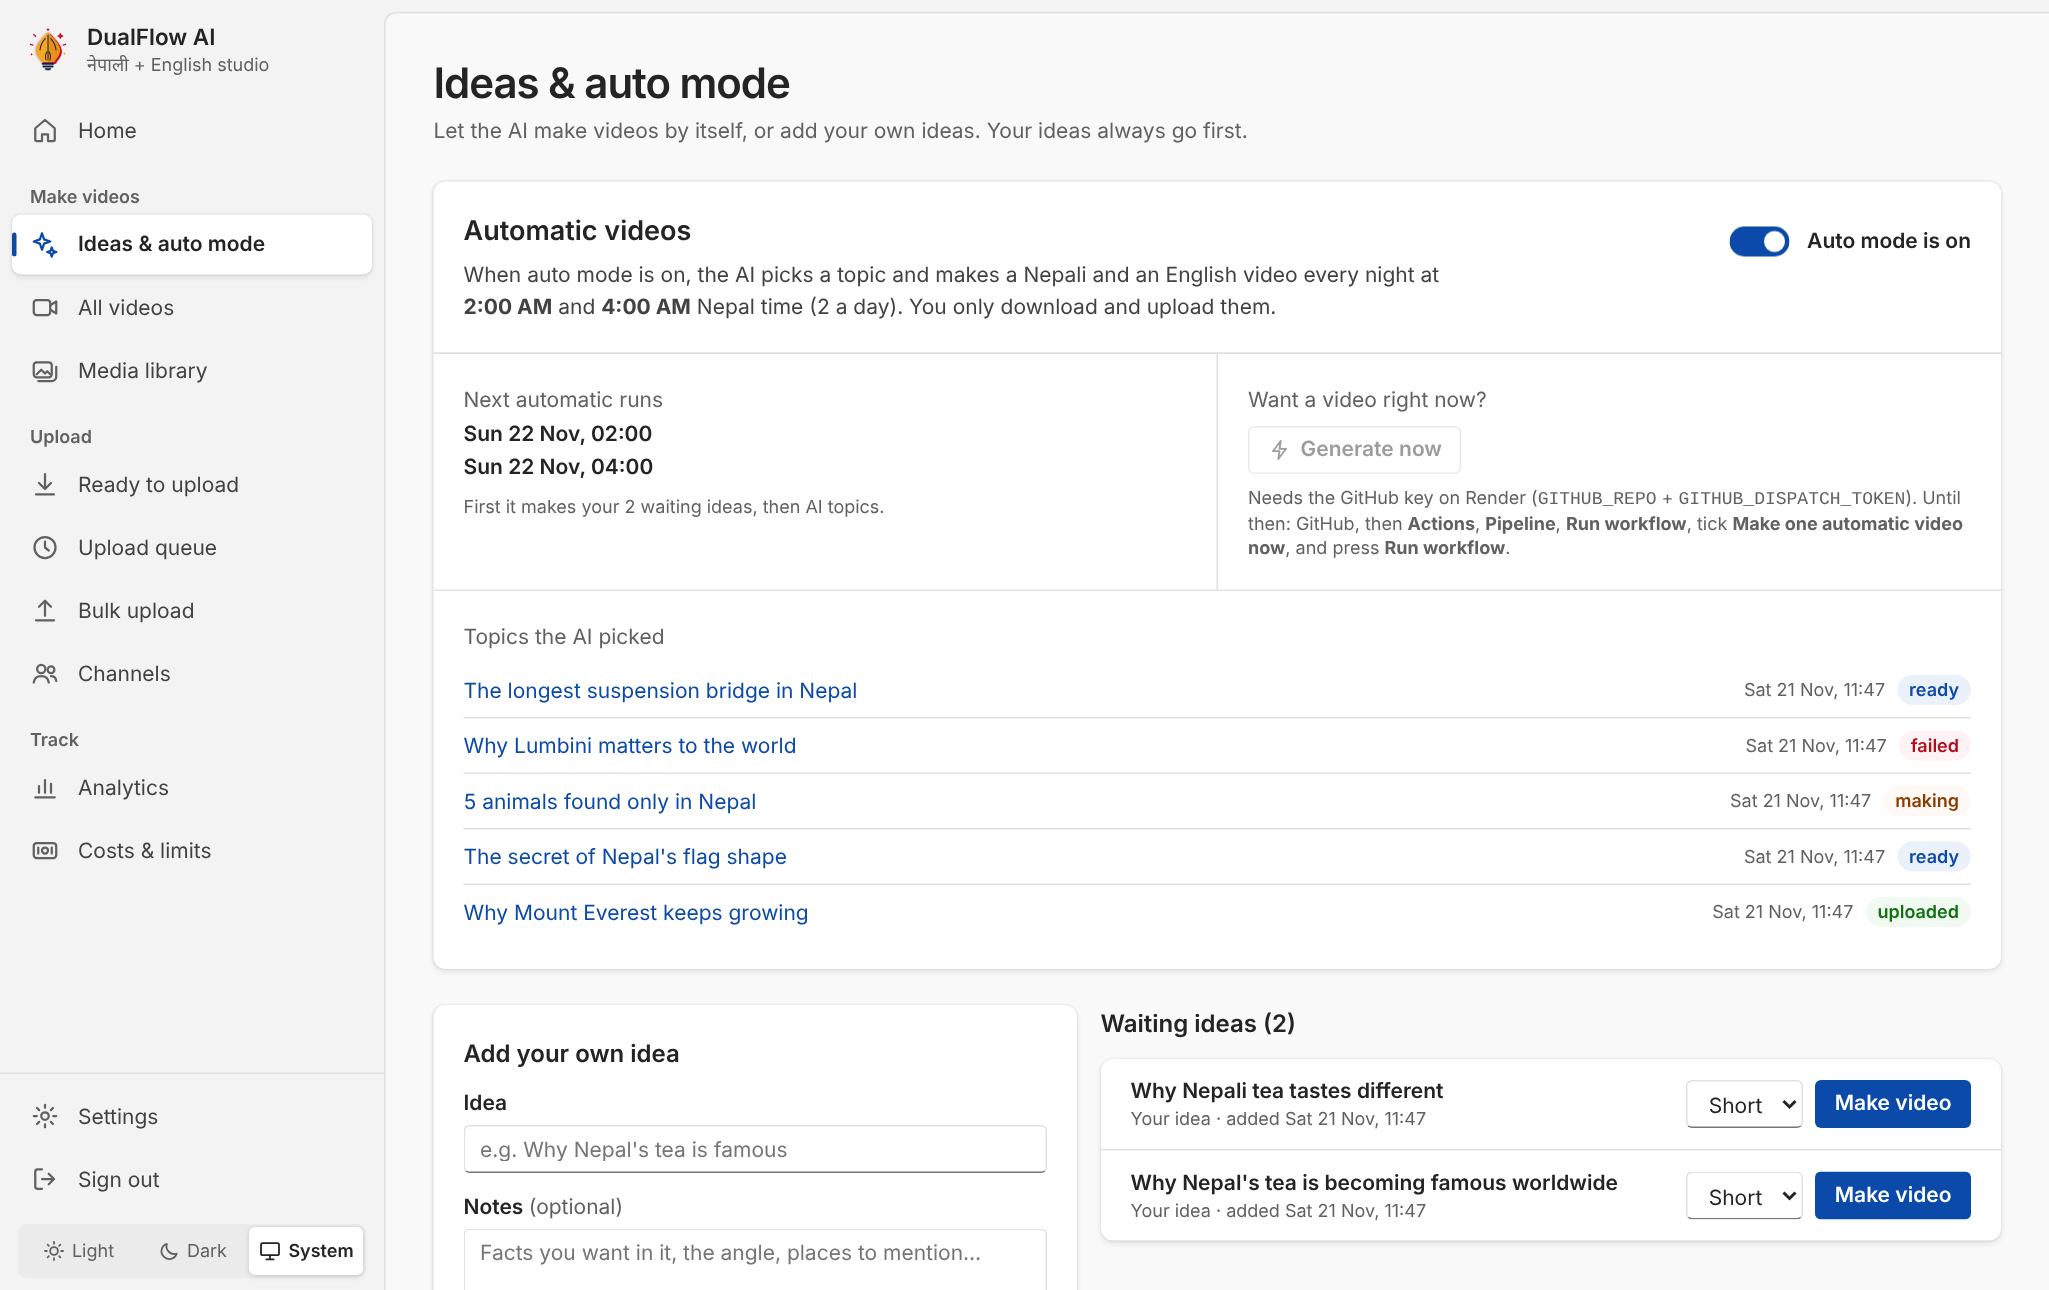 DualFlow AI
नेपाली + English studio
Home
Make videos
Ideas & auto mode
All videos
Media library
Upload
Ready to upload
Upload queue
Bulk upload
Channels
Track
Analytics
Costs & limits
Settings
Sign out
Light
Dark
System
Ideas & auto mode
Let the AI make videos by itself, or add your own ideas. Your ideas always go first.
Automatic videos
Auto mode is on
When auto mode is on, the AI picks a topic and makes a Nepali and an English video every night at
2:00 AM and 4:00 AM Nepal time (2 a day). You only download and upload them.
Next automatic runs
Sun 22 Nov, 02:00
Sun 22 Nov, 04:00
First it makes your 2 waiting ideas, then AI topics.
Want a video right now?
Generate now
Needs the GitHub key on Render (GITHUB_REPO + GITHUB_DISPATCH_TOKEN). Until
then: GitHub, then Actions, Pipeline, Run workflow, tick Make one automatic video
now, and press Run workflow.
Topics the AI picked
The longest suspension bridge in Nepal Sat 21 Nov, 11:47 ready
Why Lumbini matters to the world Sat 21 Nov, 11:47 failed
5 animals found only in Nepal Sat 21 Nov, 11:47 making
The secret of Nepal's flag shape Sat 21 Nov, 11:47 ready
Why Mount Everest keeps growing Sat 21 Nov, 11:47 uploaded
Add your own idea
Idea
e.g. Why Nepal's tea is famous
Notes (optional)
Facts you want in it, the angle, places to mention...
Waiting ideas (2)
Why Nepali tea tastes different
Your idea · added Sat 21 Nov, 11:47
Short
Make video
Why Nepal's tea is becoming famous worldwide
Your idea · added Sat 21 Nov, 11:47
Short
Make video